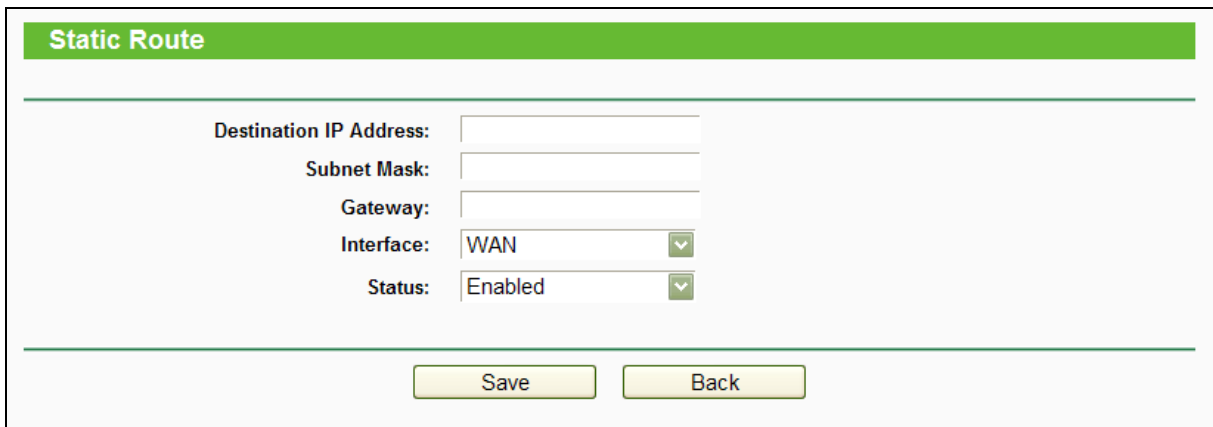 Static Route
Destination IP Address:
Subnet Mask:
Gateway:
Interface: WAN
Status: Enabled
Save Back